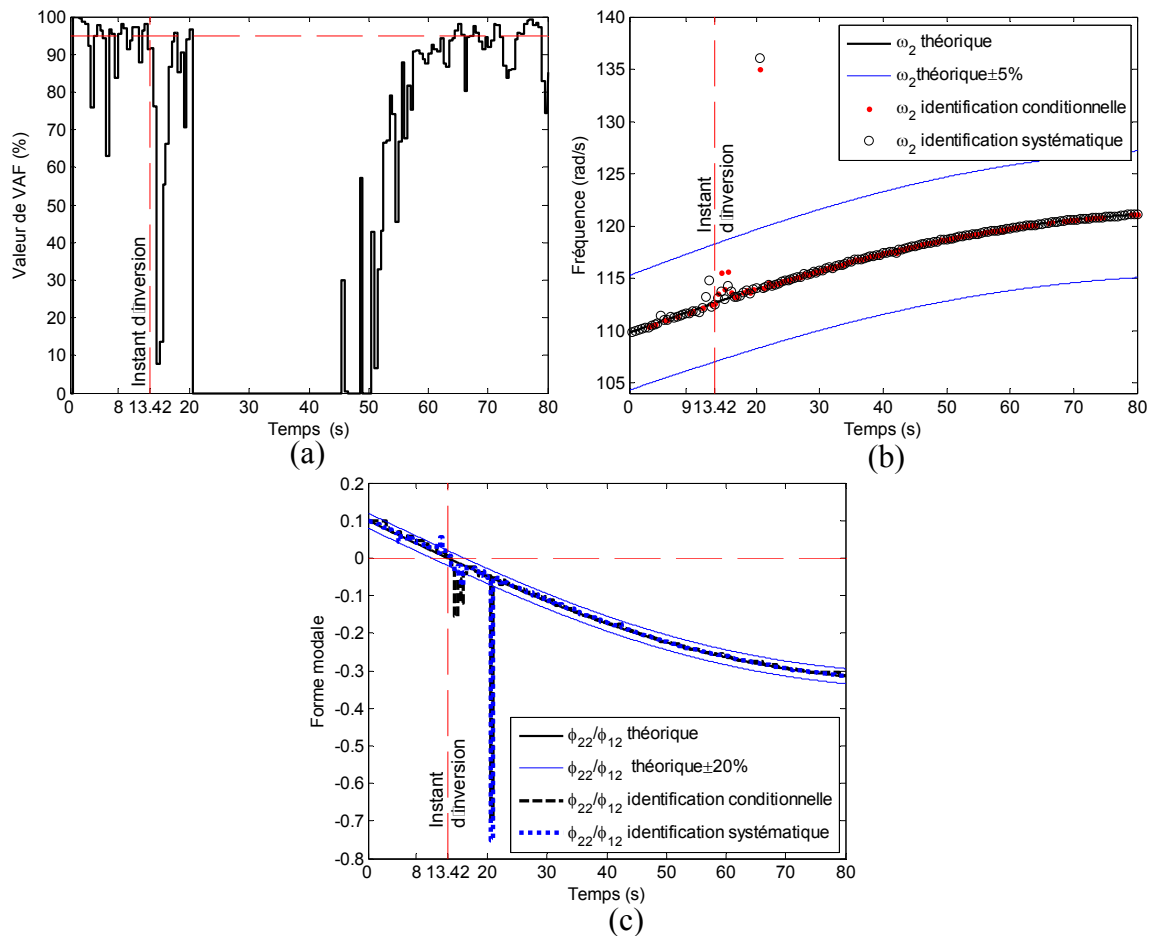 100
90
80
70
60
50
40
30
20
10
0
Valeur de VAF (%)
Instant d□inversion
0
8
13.42
20
30
40
50
60
70
80
Temps (s)
(a)
140
135
130
125
120
115
110
105
Fréquence (rad/s)
ω2 théorique
ω2théorique±5%
ω2 identification conditionnelle
ω2 identification systématique
Instant
d□inversion
0
9
13.42
20
30
40
50
60
70
80
Temps (s)
(b)
0.2
0.1
0
-0.1
-0.2
-0.3
-0.4
-0.5
-0.6
-0.7
-0.8
Forme modale
Instant
d□inversion
ϕ22/ϕ12 théorique
ϕ22/ϕ12 théorique±20%
ϕ22/ϕ12 identification conditionnelle
ϕ22/ϕ12 identification systématique
0
8
13.42
20
30
40
50
60
70
80
Temps (s)
(c)